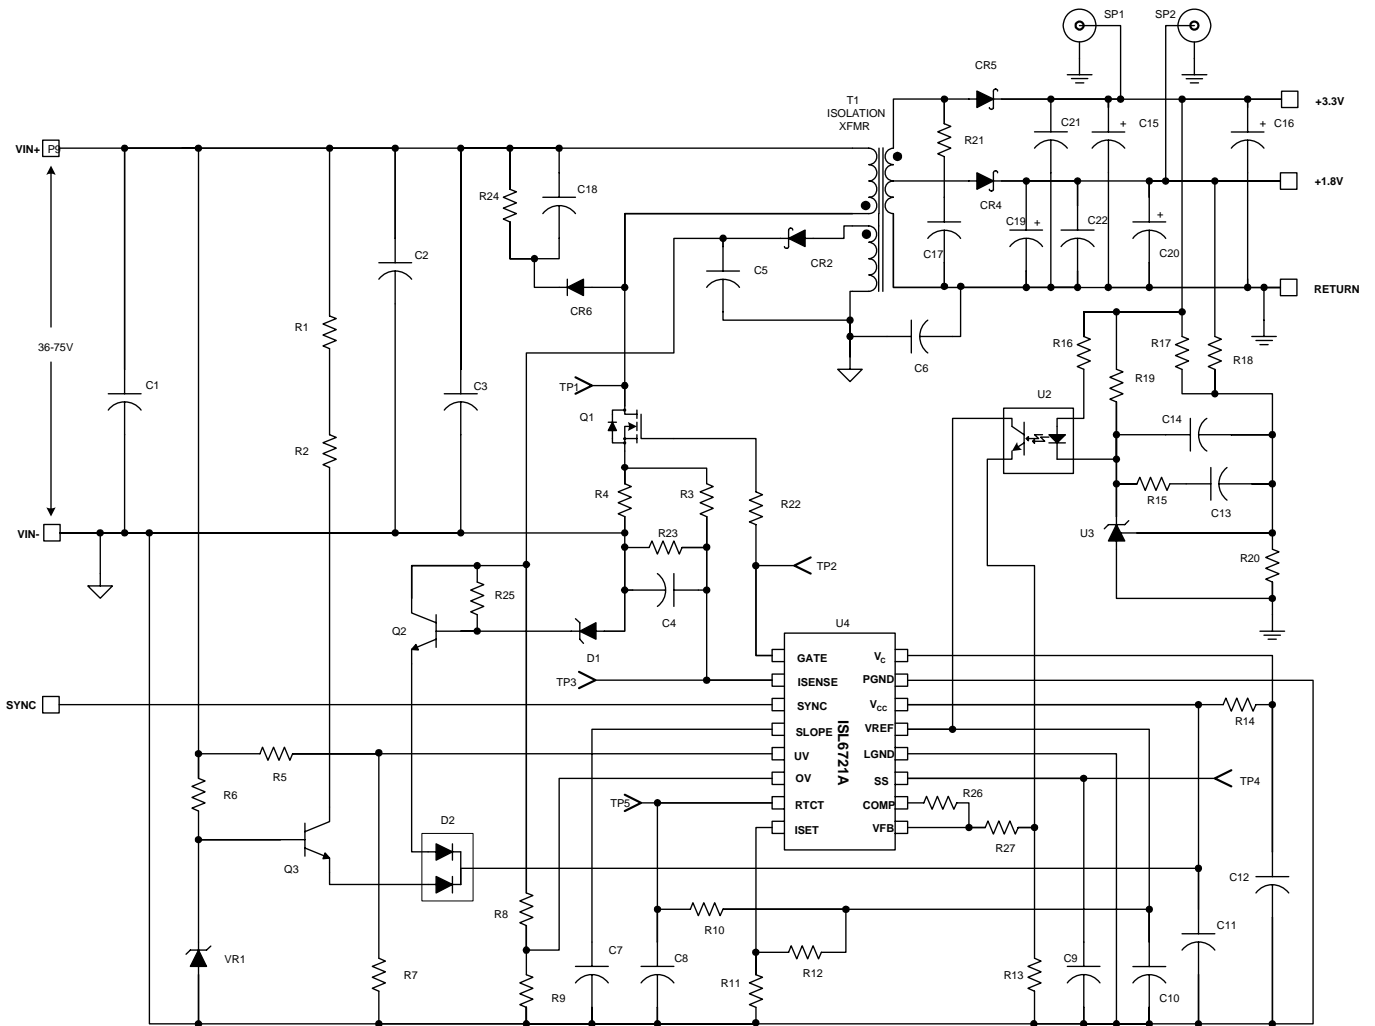 SP1
SP2
CR5
T1
ISOLATION
XFMR
+3.3V
R21
C21
C15
+
C16
+
VIN+
P9
+1.8V
R24
C18
CR4
C19
+
C22
+
C20
C17
C5
CR2
C2
CR6
RETURN
R1
R16
R17
R18
36-75V
C6
R19
C1
C3
TP1
U2
Q1
C14
R2
R4
R3
R22
R15
C13
VIN-
R23
U3
R20
TP2
R25
C4
Q2
D1
U4
GATE
VC
TP3
ISENSE
PGND
SYNC
SYNC
VCC
R14
SLOPE
VREF
ISL6721A
UV
LGND
R5
OV
SS
TP4
R6
R26
TP5
RTCT
COMP
ISET
VFB
R27
D2
Q3
C12
R8
R10
C11
VR1
C7
C8
R12
C9
R7
R9
R11
R13
C10